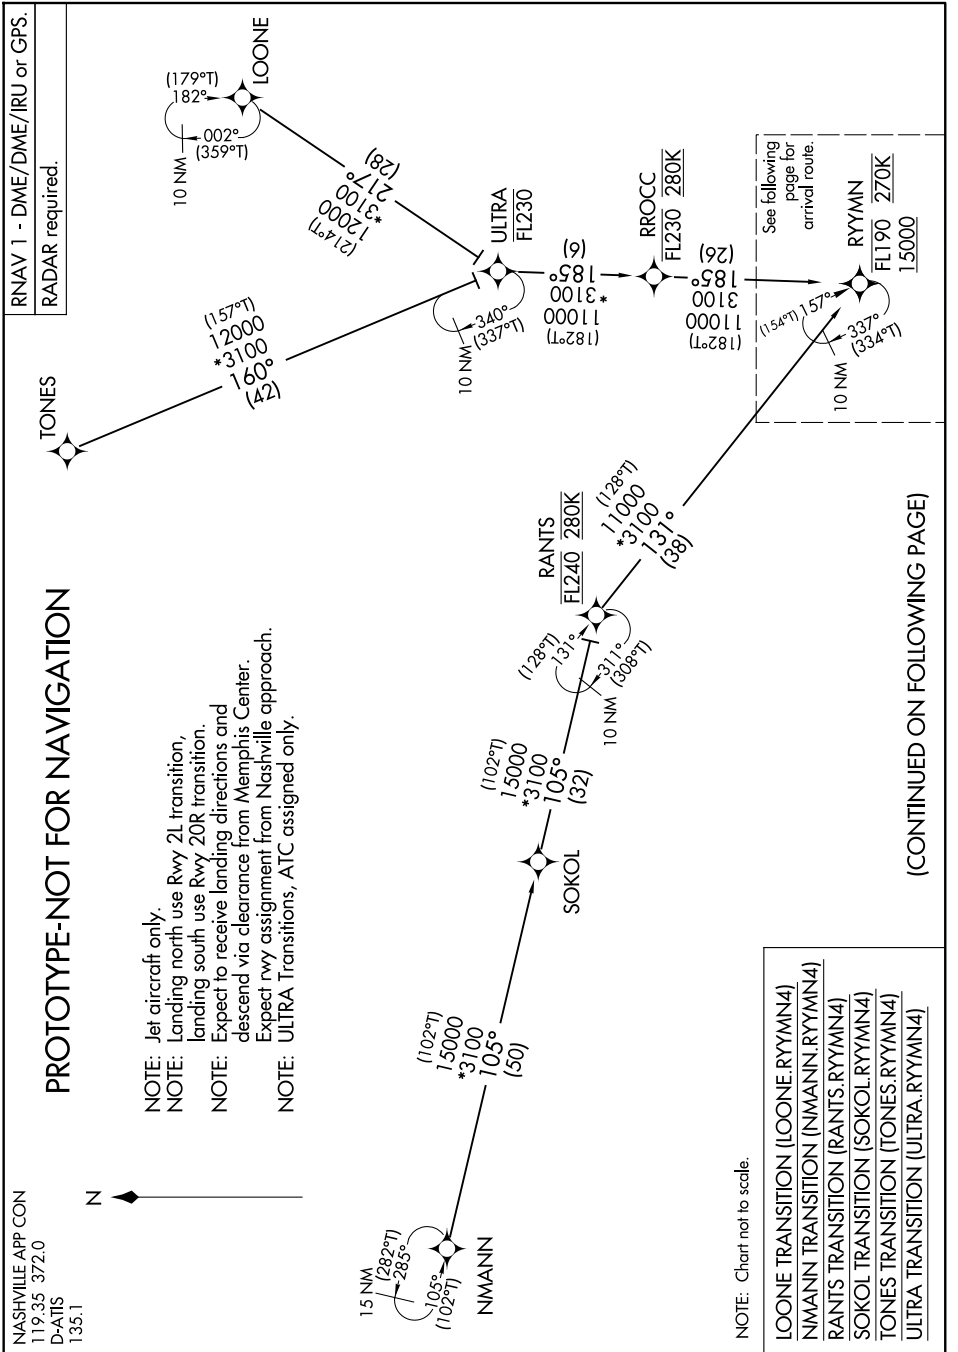 RNAV 1 - DME/DME/IRU or GPS.
RADAR required.
NASHVILLE APP CON
119.35 372.0
D-ATIS
135.1
N
PROTOTYPE-NOT FOR NAVIGATION
NOTE: Jet aircraft only.
NOTE: Landing north use Rwy 2L transition,
landing south use Rwy 20R transition.
NOTE: Expect to receive landing directions and
descend via clearance from Memphis Center.
Expect rwy assignment from Nashville approach.
NOTE: ULTRA Transitions, ATC assigned only.
TONES
(157°T)
12000
*3100
160°
(42)
LOONE
(179°T)
182°
002°
(359°T)
10 NM
(28)
217°
*3100
12000
(214°T)
ULTRA
FL230
340°
(337°T)
10 NM
(6)
185°
*3100
11000
(182°T)
RROCC
FL230 280K
(26)
185°
3100
11000
(182°T)
See following
page for
arrival route.
RYYMN
FL190 270K
15000
(154°T) 157°
337°
(334°T)
10 NM
NMANN
15 NM
(282°T)
285°
105°
(102°T)
(102°T)
15000
*3100
105°
(50)
SOKOL
(102°T)
15000
*3100
105°
(32)
RANTS
FL240 280K
(128°T)
131°
311°
(308°T)
10 NM
(128°T)
11000
*3100
131°
(38)
(CONTINUED ON FOLLOWING PAGE)
NOTE: Chart not to scale.
LOONE TRANSITION (LOONE.RYYMN4)
NMANN TRANSITION (NMANN.RYYMN4)
RANTS TRANSITION (RANTS.RYYMN4)
SOKOL TRANSITION (SOKOL.RYYMN4)
TONES TRANSITION (TONES.RYYMN4)
ULTRA TRANSITION (ULTRA.RYYMN4)